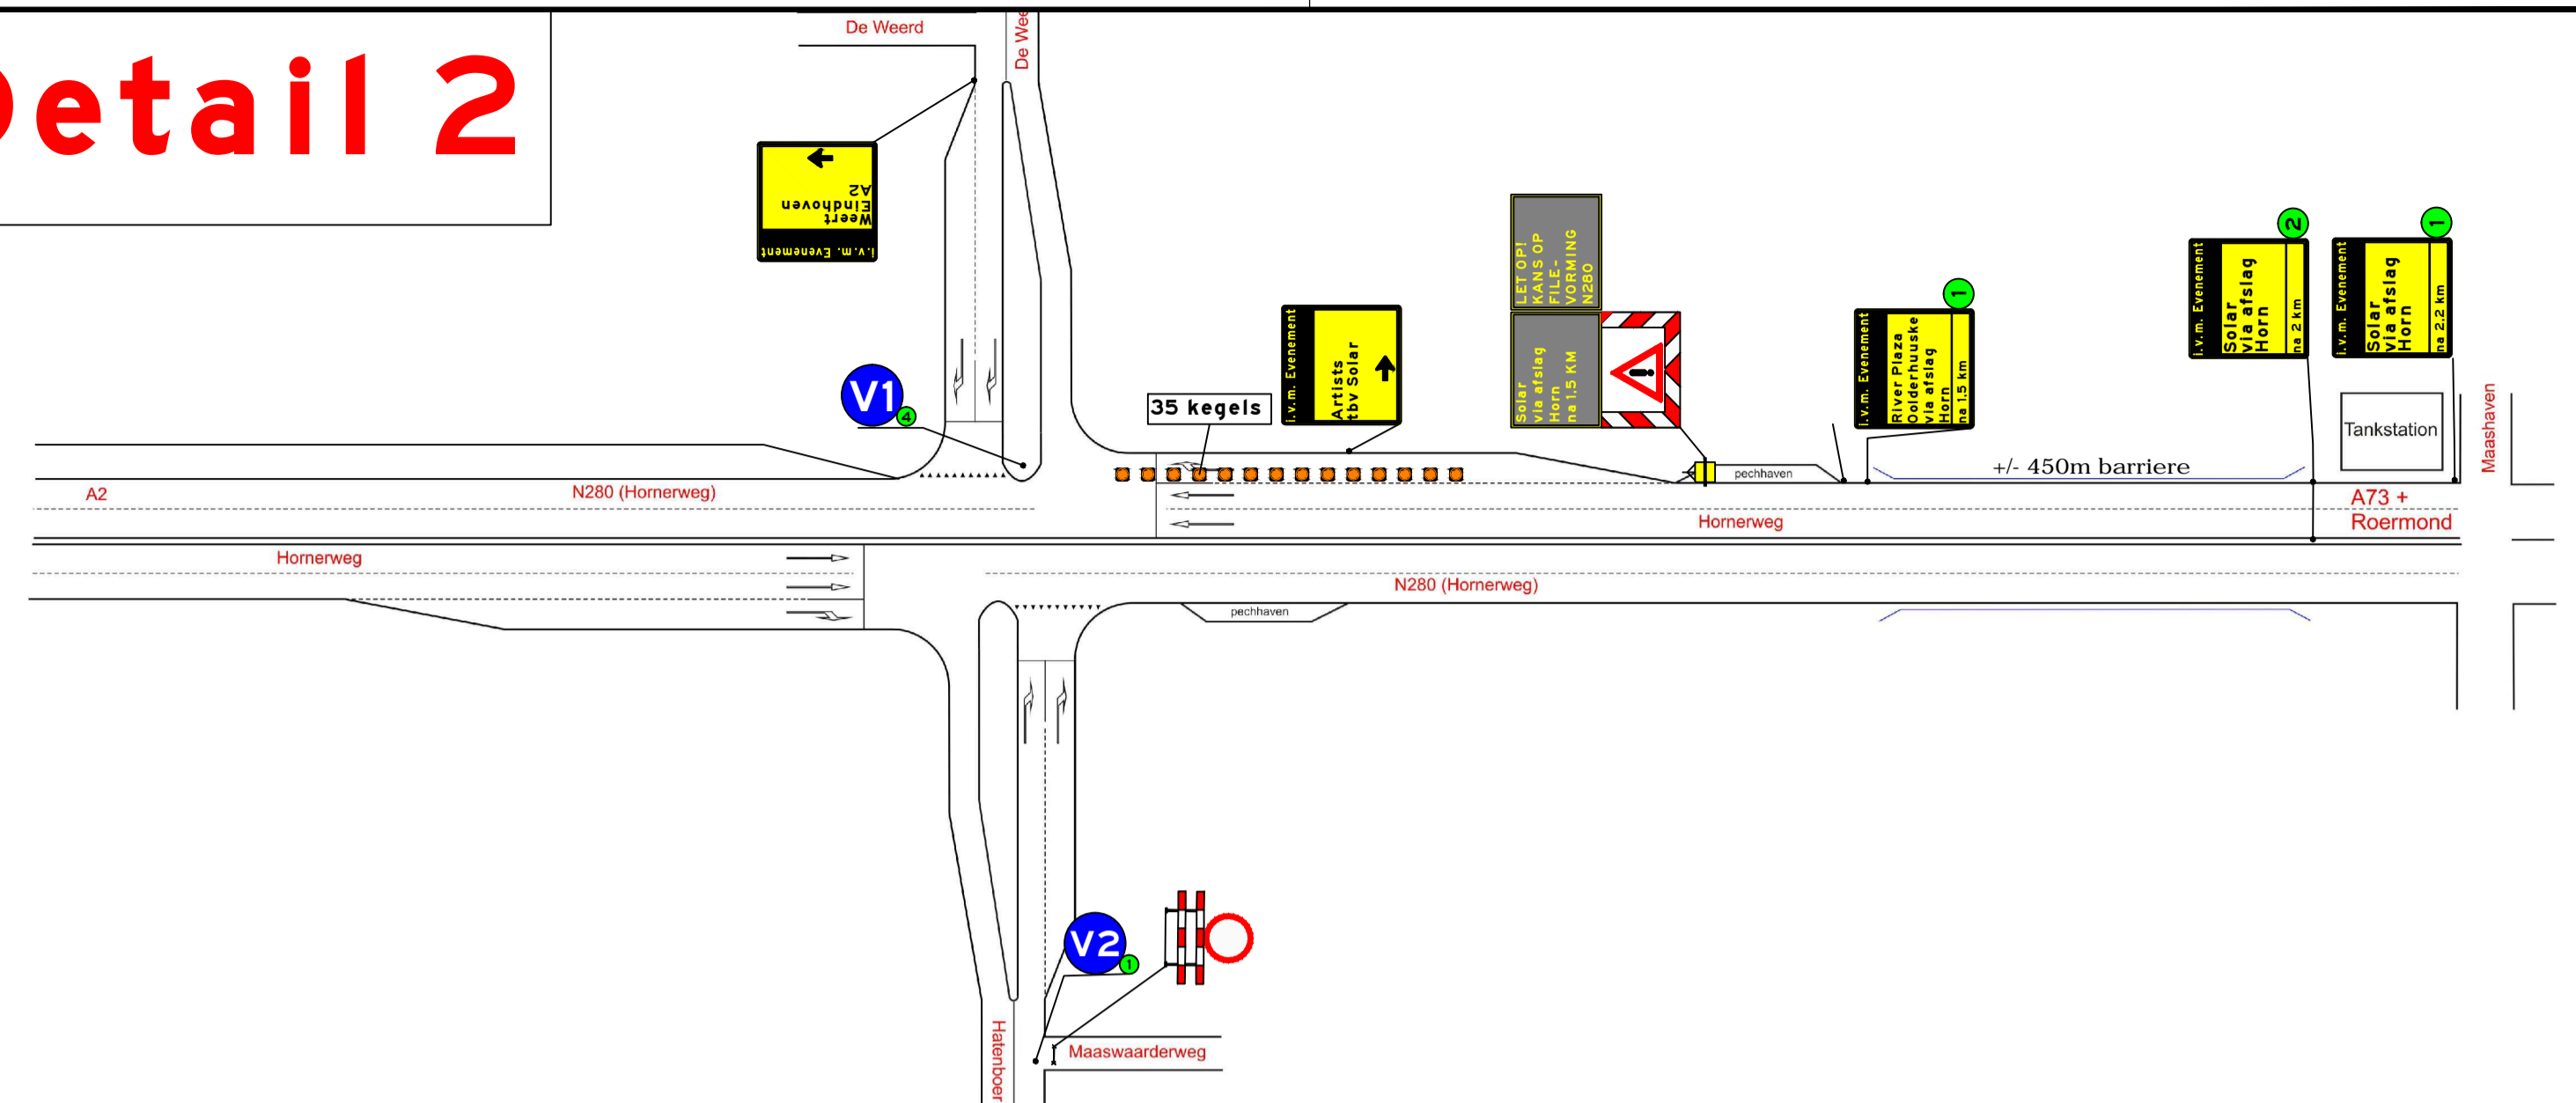 Detail 2
De Weerd
De Wee
i.v.m. Evenement
Weert
Eindhoven
A2
V1
4
35 kegels
i.v.m. Evenement
Artists
tbv Solar
LET OP!
KANS OP
FILE-
VORMING
N280
Solar
via afslag
Horn
na 1,5 KM
i.v.m. Evenement
River Plaza
Oolderhuuske
via afslag
Horn
na 1.5 km
1
i.v.m. Evenement
Solar
via afslag
Horn
na 2 km
2
i.v.m. Evenement
Solar
via afslag
Horn
na 2.2 km
1
Tankstation
Maashaven
A2
N280 (Hornerweg)
pechhaven
+/- 450m barriere
Hornerweg
A73 +
Roermond
Hornerweg
N280 (Hornerweg)
pechhaven
V2
1
Hatenboer
Maaswaarderweg